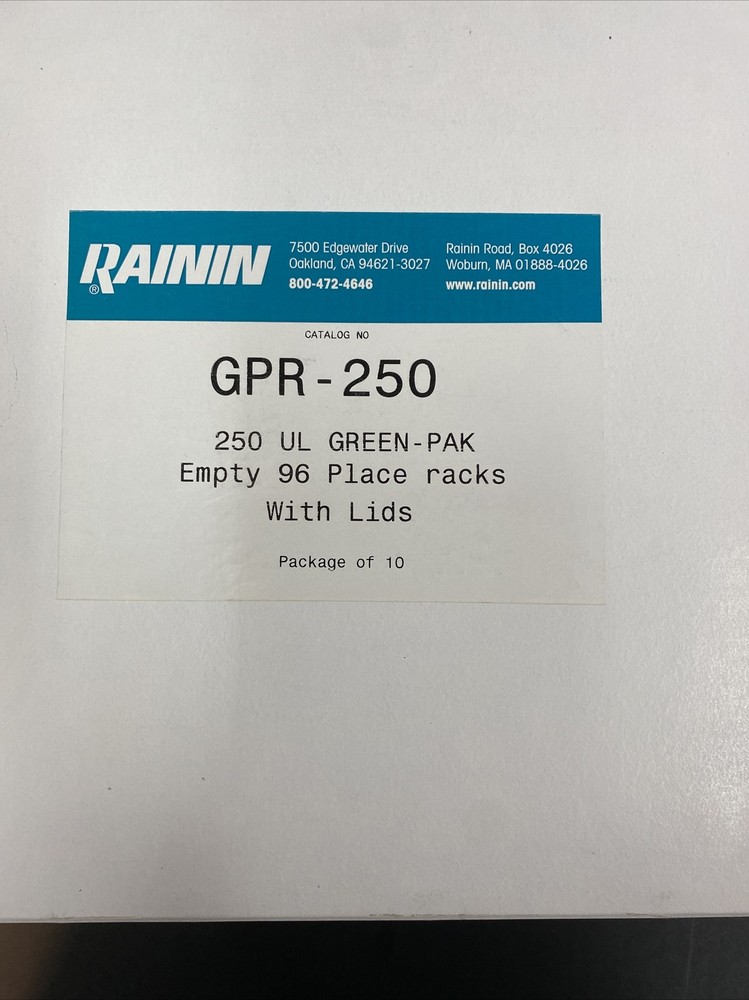 RAININ
®
7500 Edgewater Drive
Oakland, CA 94621-3027
800-472-4646
Rainin Road, Box 4026
Woburn, MA 01888-4026
www.rainin.com
CATALOG NO
GPR-250
250 UL GREEN-PAK
Empty 96 Place racks
With Lids
Package of 10